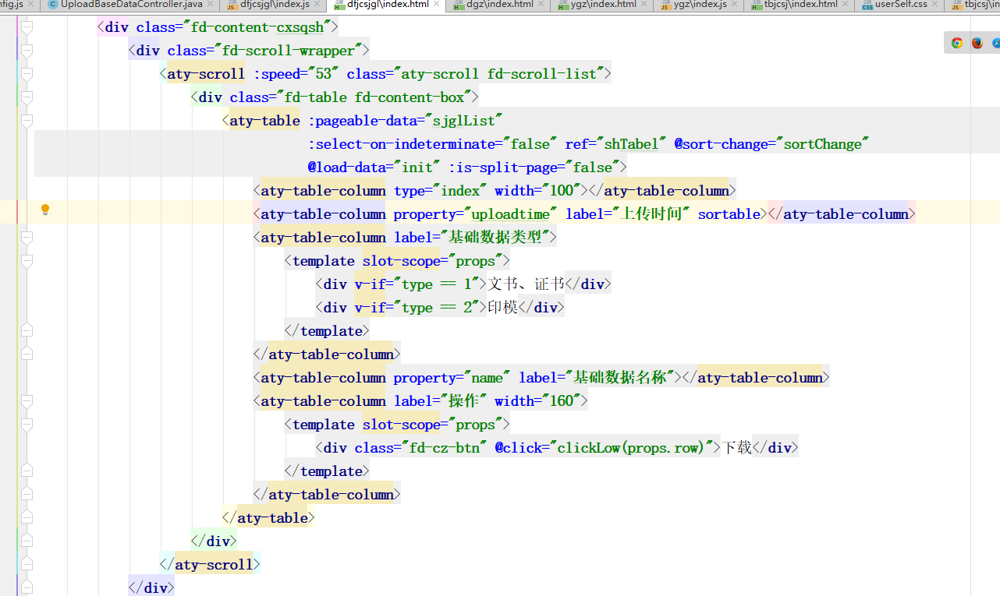 nfig.js × UploadBaseDataController.java × dfjcsjgl\index.js × dfjcsjgl\index.html × dgz\index.html × ygz\index.html × ygz\index.js × tbjcsj\index.html × userSelf.css × tbjcsj\in
<div class="fd-content-cxsqsh">
<div class="fd-scroll-wrapper">
<aty-scroll :speed="53" class="aty-scroll fd-scroll-list">
<div class="fd-table fd-content-box">
<aty-table :pageable-data="sjglList"
:select-on-indeterminate="false" ref="shTabel" @sort-change="sortChange"
@load-data="init" :is-split-page="false">
<aty-table-column type="index" width="100"></aty-table-column>
<aty-table-column property="uploadtime" label="上传时间" sortable></aty-table-column>
<aty-table-column label="基础数据类型">
<template slot-scope="props">
<div v-if="type == 1">文书、证书</div>
<div v-if="type == 2">印模</div>
</template>
</aty-table-column>
<aty-table-column property="name" label="基础数据名称"></aty-table-column>
<aty-table-column label="操作" width="160">
<template slot-scope="props">
<div class="fd-cz-btn" @click="clickLow(props.row)">下载</div>
</template>
</aty-table-column>
</aty-table>
</div>
</aty-scroll>
</div>